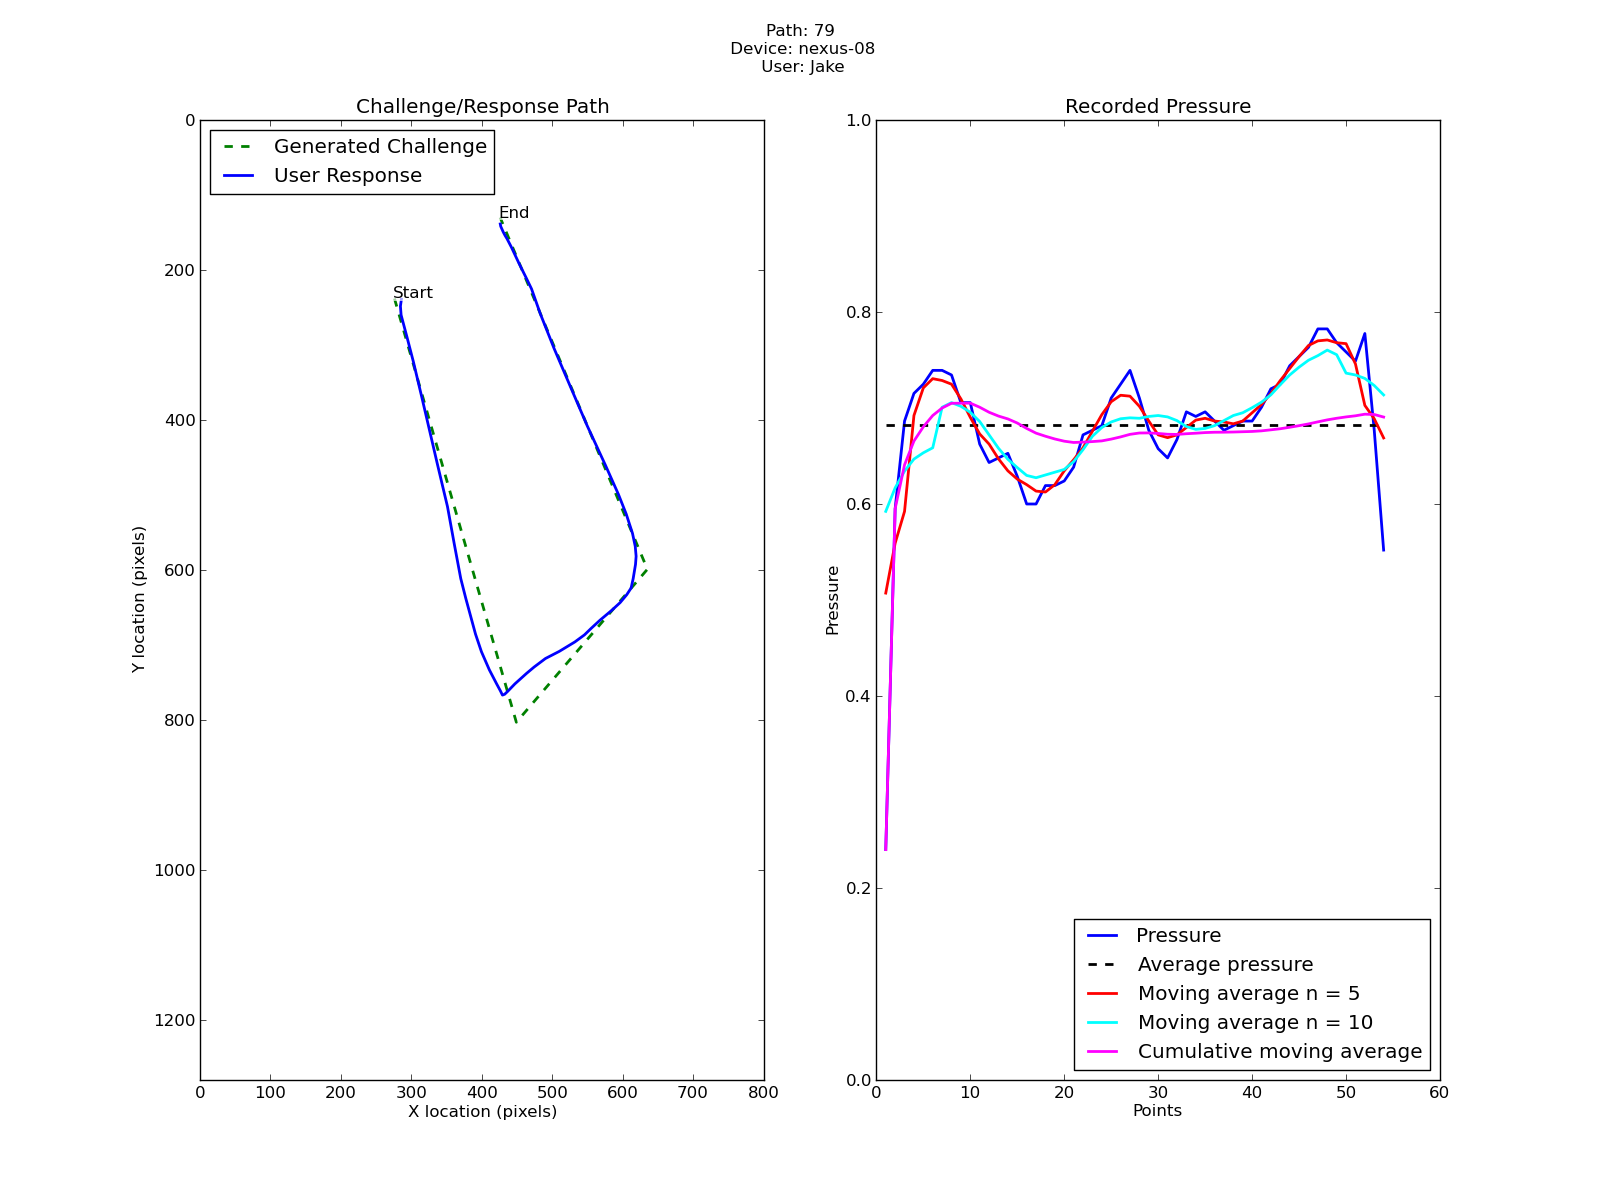 Path: 79
Device: nexus-08
User: Jake
Challenge/Response Path
Generated Challenge
User Response
End
Start
0
200
400
600
800
1000
1200
Y location (pixels)
0 100 200 300 400 500 600 700 800
X location (pixels)
Recorded Pressure
1.0
0.8
0.6
0.4
0.2
0.0
Pressure
Pressure
Average pressure
Moving average n = 5
Moving average n = 10
Cumulative moving average
0 10 20 30 40 50 60
Points